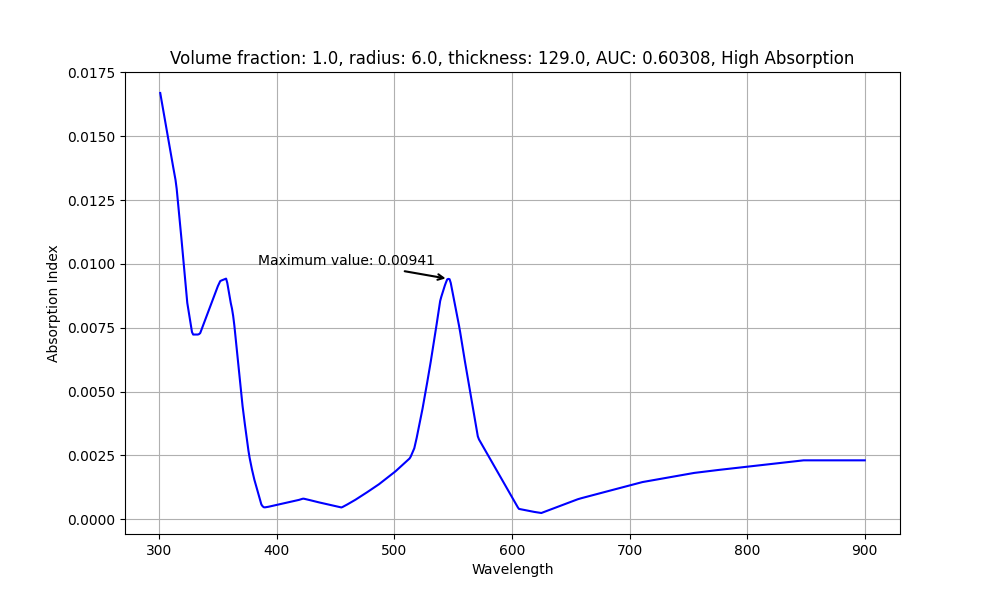 Volume fraction: 1.0, radius: 6.0, thickness: 129.0, AUC: 0.60308, High Absorption
0.0175
0.0150
0.0125
0.0100
0.0075
0.0050
0.0025
0.0000
Absorption Index
Maximum value: 0.00941
300 400 500 600 700 800 900
Wavelength